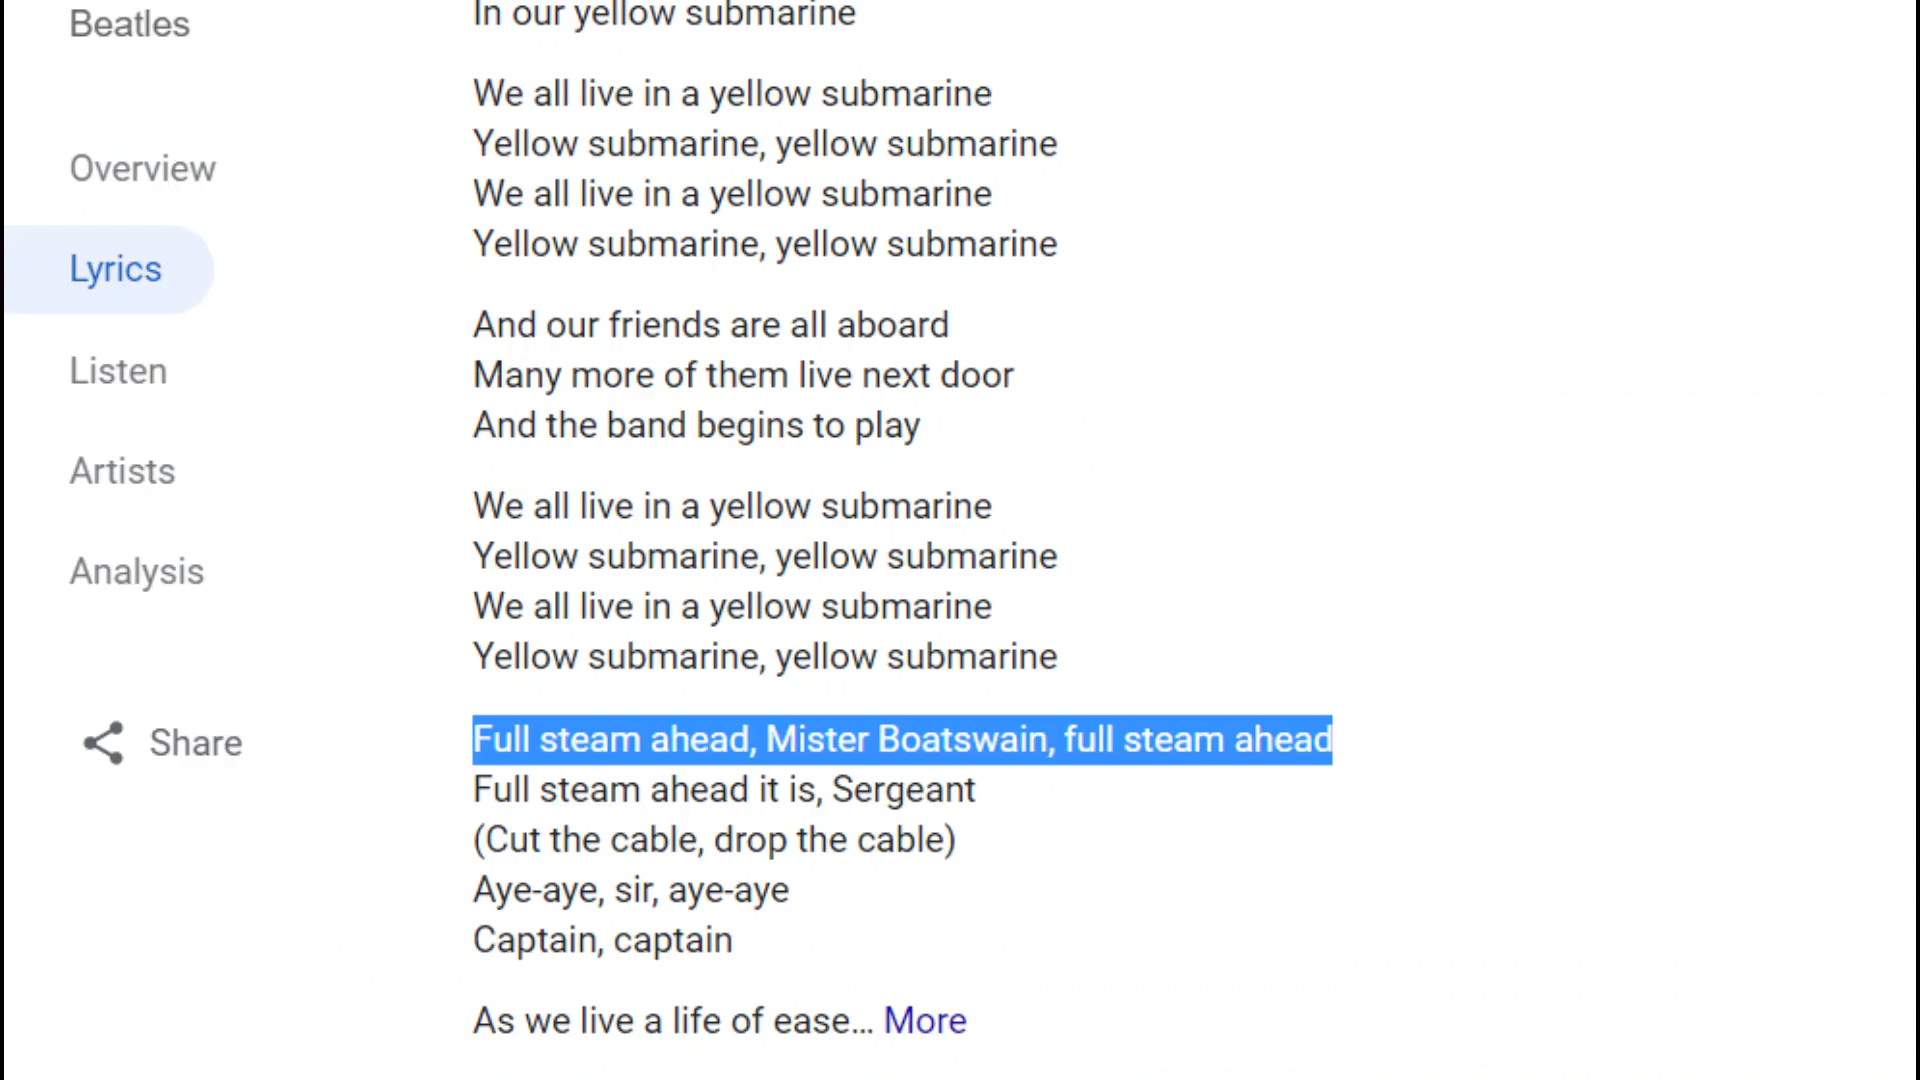 Beatles
Overview
Lyrics
Listen
Artists
Analysis
Share
In our yellow submarine
We all live in a yellow submarine
Yellow submarine, yellow submarine
We all live in a yellow submarine
Yellow submarine, yellow submarine
And our friends are all aboard
Many more of them live next door
And the band begins to play
We all live in a yellow submarine
Yellow submarine, yellow submarine
We all live in a yellow submarine
Yellow submarine, yellow submarine
Full steam ahead, Mister Boatswain, full steam ahead
Full steam ahead it is, Sergeant
(Cut the cable, drop the cable)
Aye-aye, sir, aye-aye
Captain, captain
As we live a life of ease... More